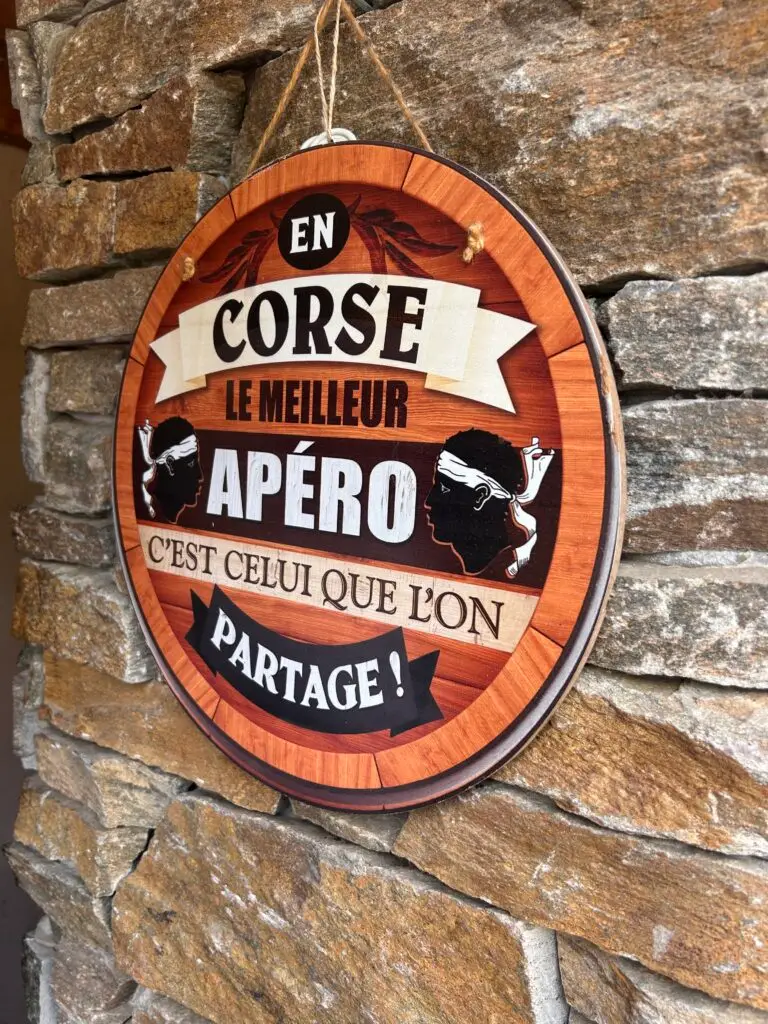 EN
CORSE
LE MEILLEUR
APÉRO
C'EST CELUI QUE L'ON
PARTAGE !